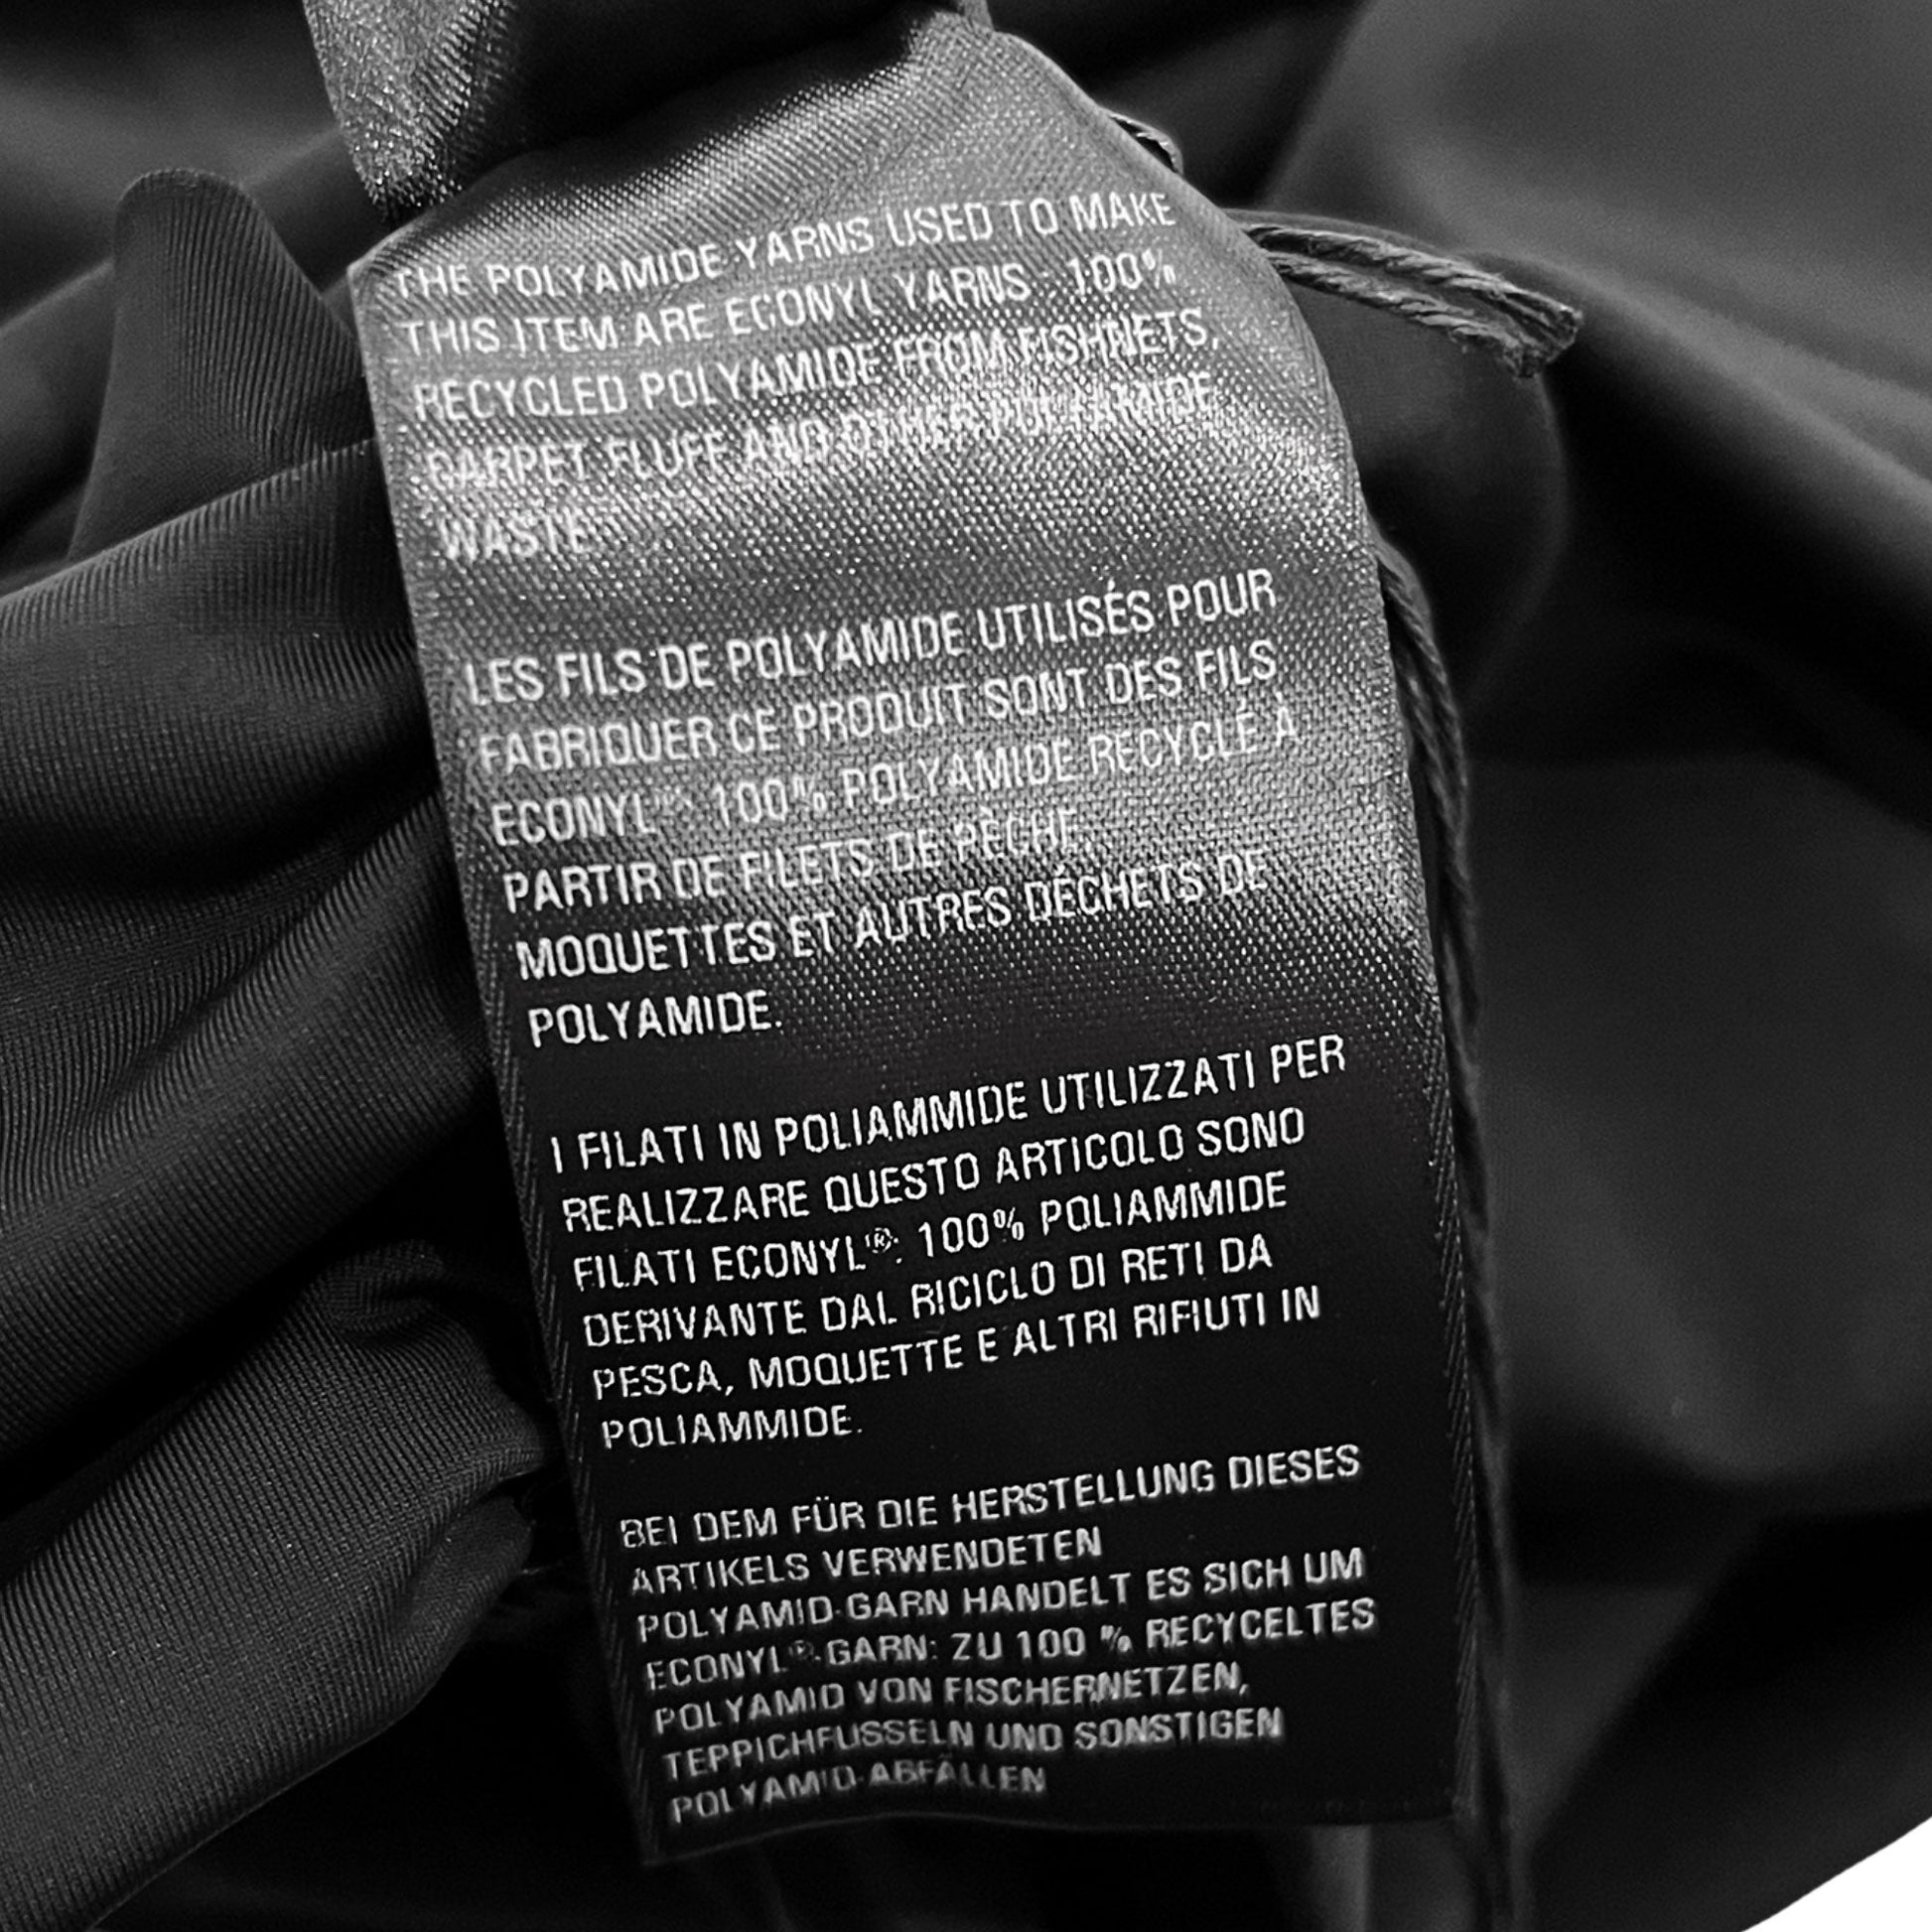 THE POLYAMIDE YARNS USED TO MAKE
THIS ITEM ARE ECONYL YARNS : 100%
RECYCLED POLYAMIDE FROM FISHNETS,
CARPET FLUFF AND OTHER POLYAMIDE
WASTE
LES FILS DE POLYAMIDE UTILISÉS POUR
FABRIQUER CE PRODUIT SONT DES FILS
ECONYL® 100% POLYAMIDE RECYCLÉ À
PARTIR DE FILETS DE PÈCHE,
MOQUETTES ET AUTRES DÉCHETS DE
POLYAMIDE.
I FILATI IN POLIAMMIDE UTILIZZATI PER
REALIZZARE QUESTO ARTICOLO SONO
FILATI ECONYL®: 100% POLIAMMIDE
DERIVANTE DAL RICICLO DI RETI DA
PESCA, MOQUETTE E ALTRI RIFIUTI IN
POLIAMMIDE.
BEI DEM FÜR DIE HERSTELLUNG DIESES
ARTIKELS VERWENDETEN
POLYAMID-GARN HANDELT ES SICH UM
ECONYL®-GARN: ZU 100 % RECYCELTES
POLYAMID VON FISCHERNETZEN,
TEPPICHFUSSELN UND SONSTIGEN
POLYAMID-ABFÄLLEN